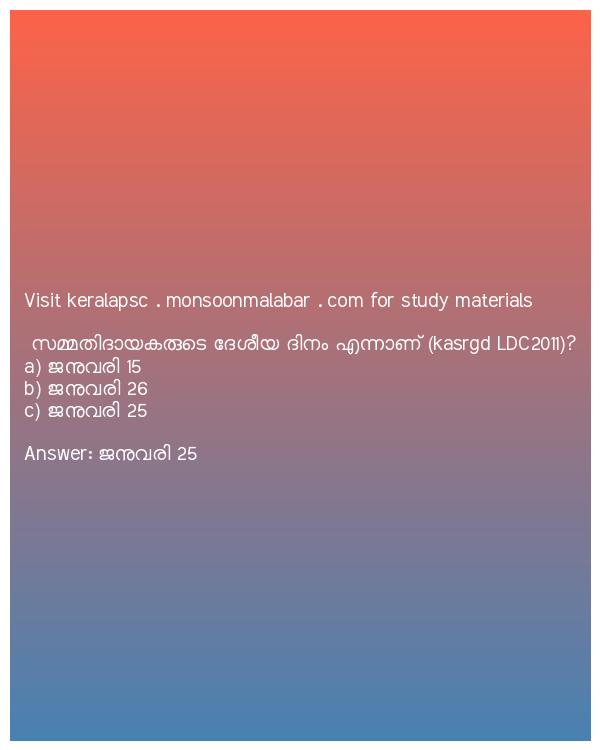 Visit keralapsc . monsoonmalabar . com for study materials
സമ്മതിദായകരുടെ ദേശീയ ദിനം എന്നാണ് (kasrgd LDC2011)?
a) ജനുവരി 15
b) ജനുവരി 26
c) ജനുവരി 25
Answer: ജനുവരി 25